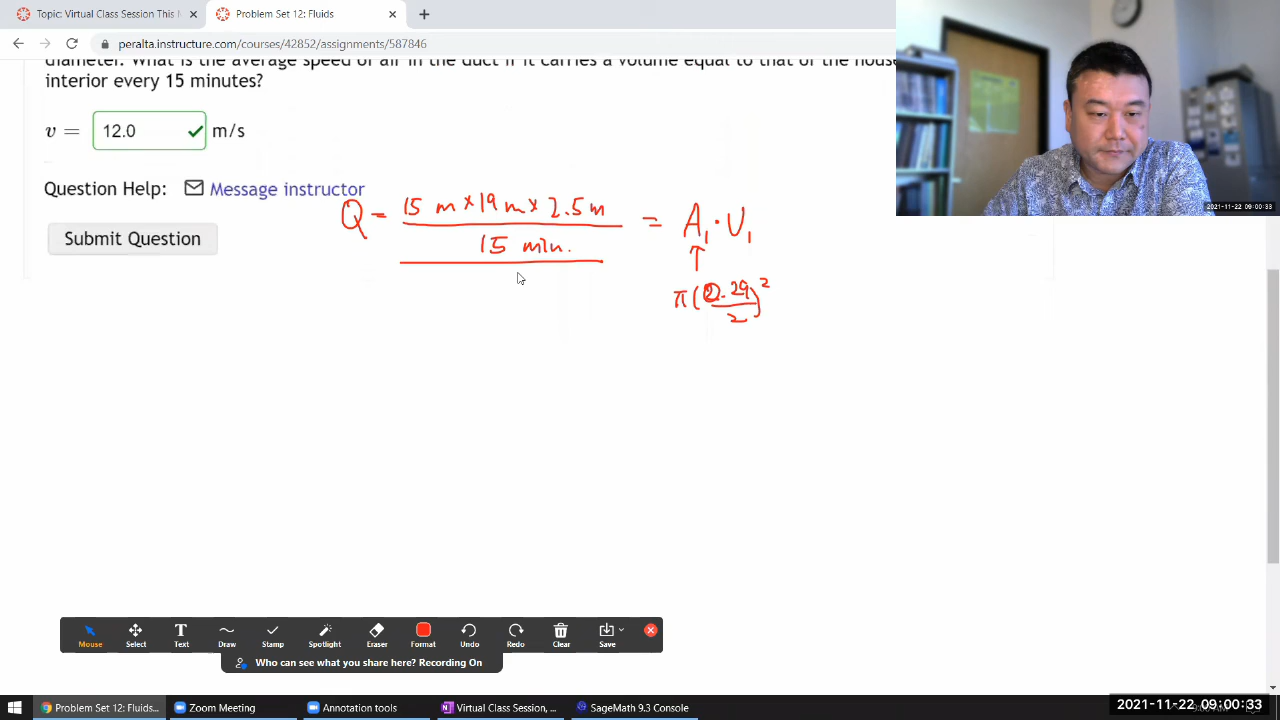 Topic: Virtual Class Session This
Problem Set 12: Fluids
peralta.instructure.com/courses/42852/assignments/587846
diameter. What is the average speed of air in the duct if it carries a volume equal to that of the house
interior every 15 minutes?
v = 12.0 m/s
Question Help: Message instructor
Submit Question
Q = 15 m × 19 m × 2.5 m = A₁ · V₁
15 min.
π( .29 )²
2
Mouse Select Text Draw Stamp Spotlight Eraser Format Undo Redo Clear Save
Who can see what you share here? Recording On
2021-11-22 09:00:33
Problem Set 12: Fluids... Zoom Meeting Annotation tools Virtual Class Session, ... SageMath 9.3 Console
2021-11-22 09:00:33